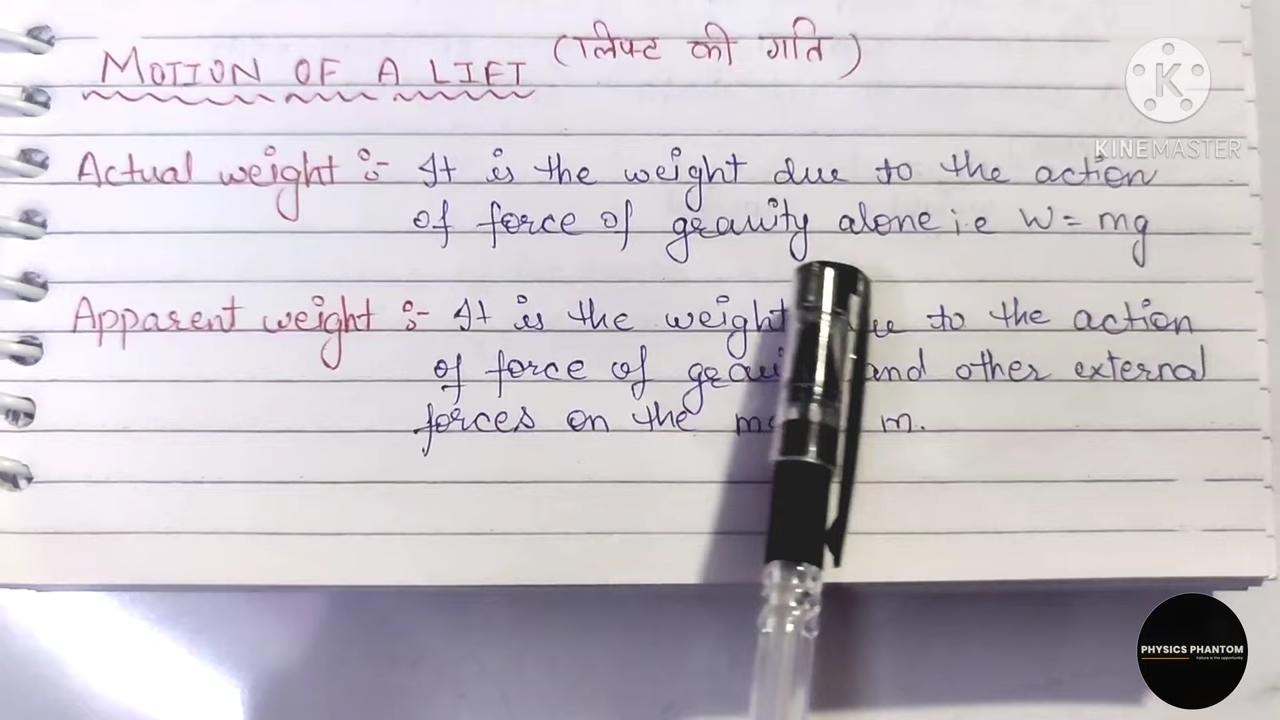 MOTION OF A LIFT (लिफ्ट की गति)
Actual weight :- It is the weight due to the action
of force of gravity alone i.e W = mg
Apparent weight :- It is the weight to the action
of force of and other external
forces on the m.
K
KINEMASTER
PHYSICS PHANTOM